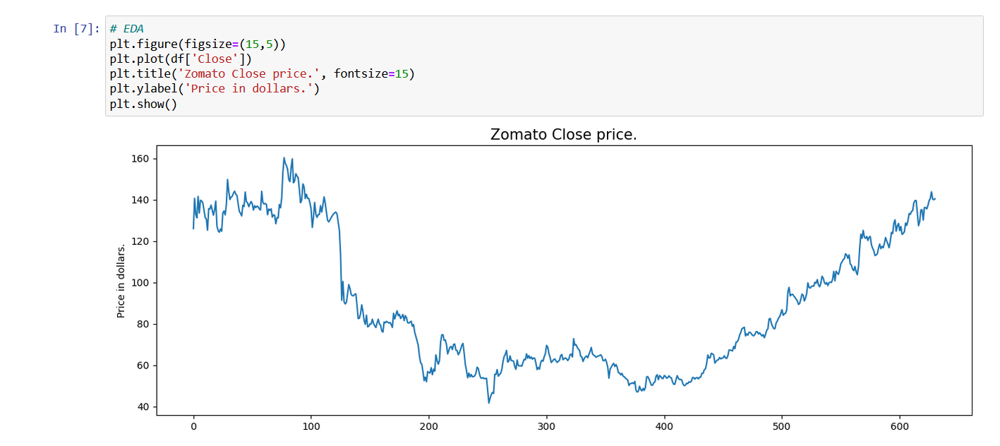 In [7]: # EDA
plt.figure(figsize=(15,5))
plt.plot(df['Close'])
plt.title('Zomato Close price.', fontsize=15)
plt.ylabel('Price in dollars.')
plt.show()
Zomato Close price.
160
140
120
100
80
60
40
Price in dollars.
0 100 200 300 400 500 600